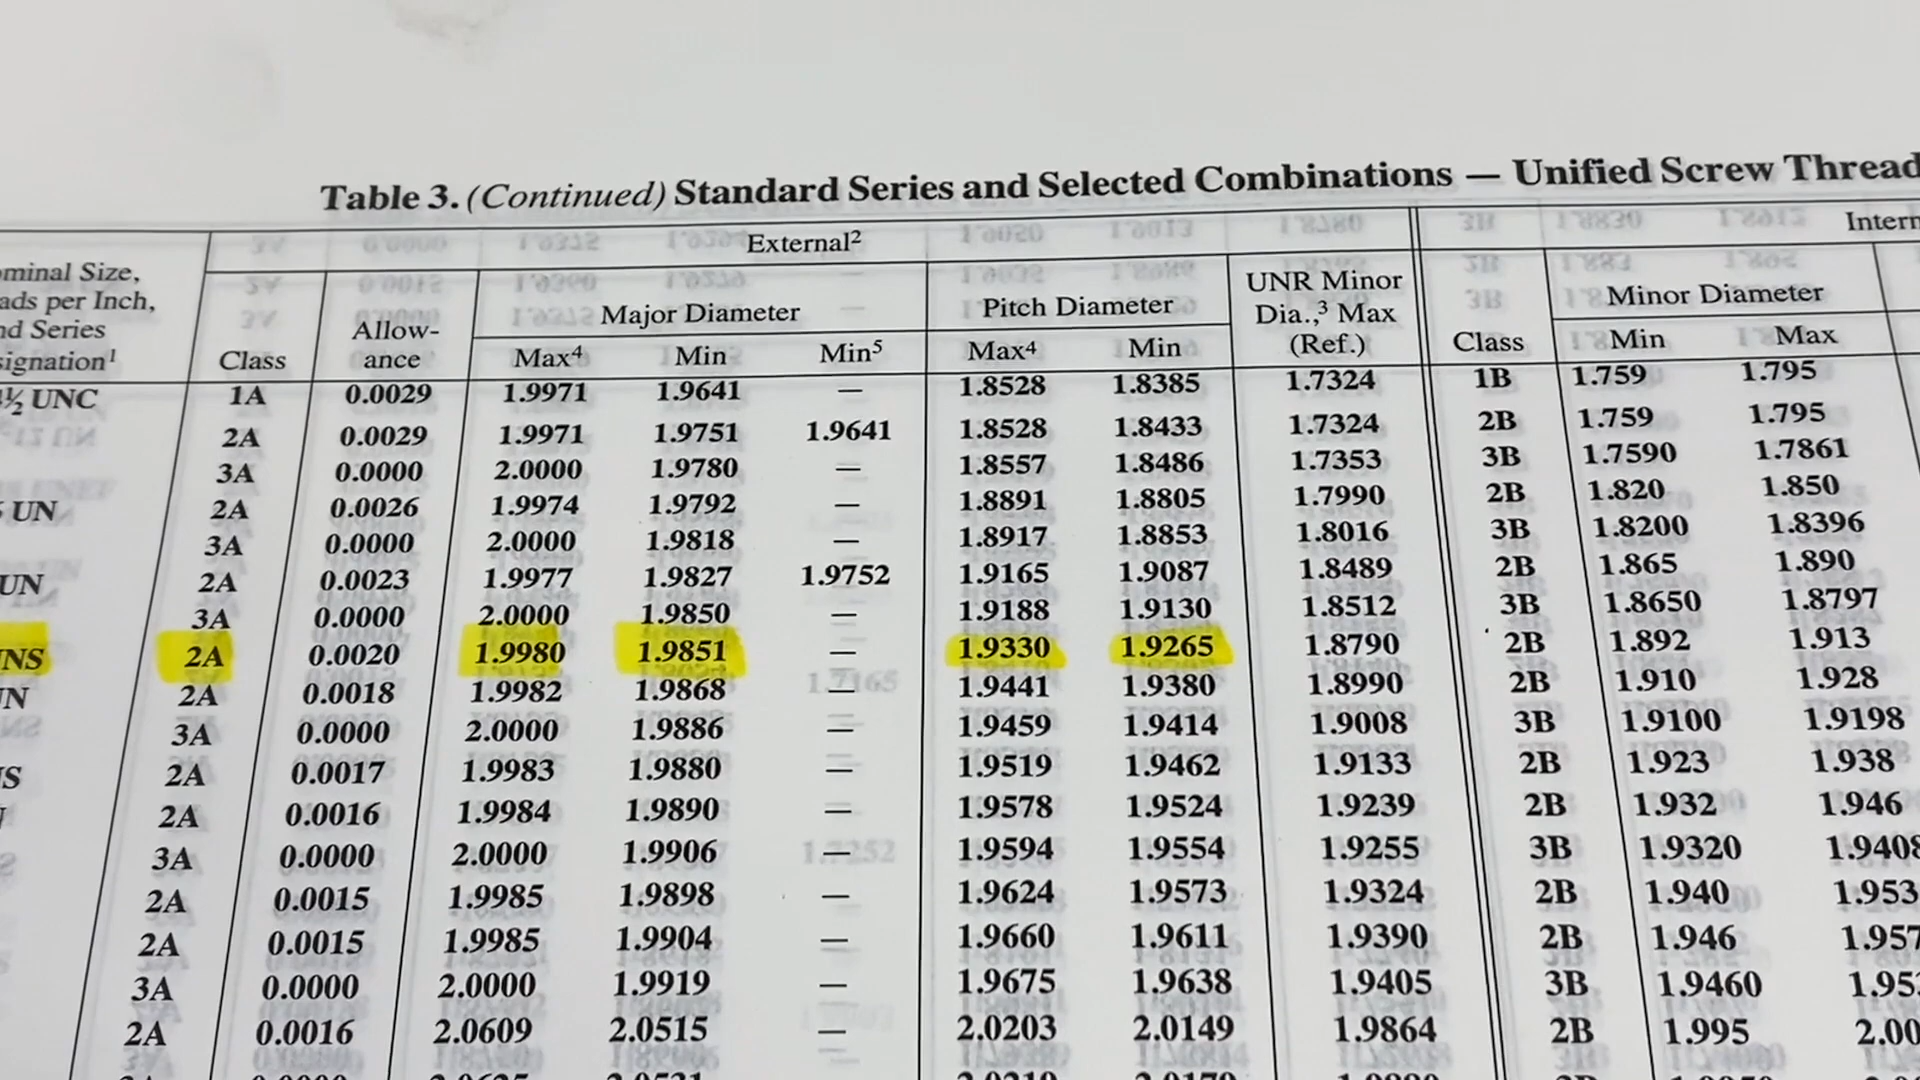 Table 3. (Continued) Standard Series and Selected Combinations — Unified Screw Thread
External² Intern
ominal Size,
ads per Inch,
nd Series
signation¹
Class Allow-
ance Major Diameter Pitch Diameter UNR Minor
Dia.,³ Max
(Ref.) Class Minor Diameter
Max⁴ Min Min⁵ Max⁴ Min Min Max
½ UNC 1A 0.0029 1.9971 1.9641 — 1.8528 1.8385 1.7324 1B 1.759 1.795
2A 0.0029 1.9971 1.9751 1.9641 1.8528 1.8433 1.7324 2B 1.759 1.795
3A 0.0000 2.0000 1.9780 — 1.8557 1.8486 1.7353 3B 1.7590 1.7861
UN 2A 0.0026 1.9974 1.9792 — 1.8891 1.8805 1.7990 2B 1.820 1.850
3A 0.0000 2.0000 1.9818 — 1.8917 1.8853 1.8016 3B 1.8200 1.8396
UN 2A 0.0023 1.9977 1.9827 1.9752 1.9165 1.9087 1.8489 2B 1.865 1.890
3A 0.0000 2.0000 1.9850 — 1.9188 1.9130 1.8512 3B 1.8650 1.8797
NS 2A 0.0020 1.9980 1.9851 — 1.9330 1.9265 1.8790 2B 1.892 1.913
N 2A 0.0018 1.9982 1.9868 — 1.9441 1.9380 1.8990 2B 1.910 1.928
3A 0.0000 2.0000 1.9886 — 1.9459 1.9414 1.9008 3B 1.9100 1.9198
S 2A 0.0017 1.9983 1.9880 — 1.9519 1.9462 1.9133 2B 1.923 1.938
2A 0.0016 1.9984 1.9890 — 1.9578 1.9524 1.9239 2B 1.932 1.946
3A 0.0000 2.0000 1.9906 — 1.9594 1.9554 1.9255 3B 1.9320 1.9408
2A 0.0015 1.9985 1.9898 — 1.9624 1.9573 1.9324 2B 1.940 1.953
2A 0.0015 1.9985 1.9904 — 1.9660 1.9611 1.9390 2B 1.946 1.957
3A 0.0000 2.0000 1.9919 — 1.9675 1.9638 1.9405 3B 1.9460 1.95
2A 0.0016 2.0609 2.0515 — 2.0203 2.0149 1.9864 2B 1.995 2.00